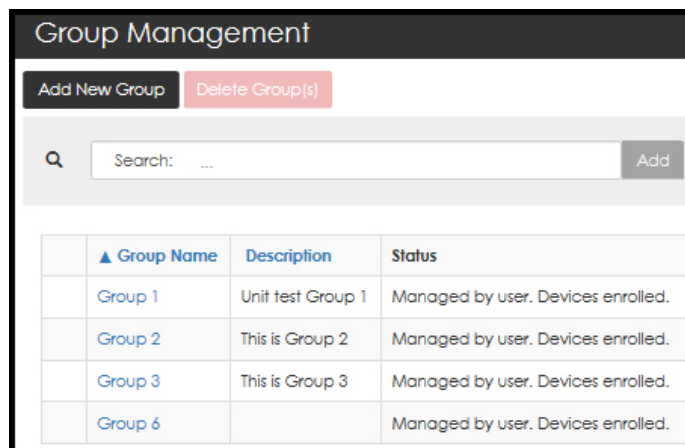 Group Management
Add New Group Delete Group(s)
Search: ... Add
▲ Group Name Description Status
Group 1 Unit test Group 1 Managed by user. Devices enrolled.
Group 2 This is Group 2 Managed by user. Devices enrolled.
Group 3 This is Group 3 Managed by user. Devices enrolled.
Group 6 Managed by user. Devices enrolled.